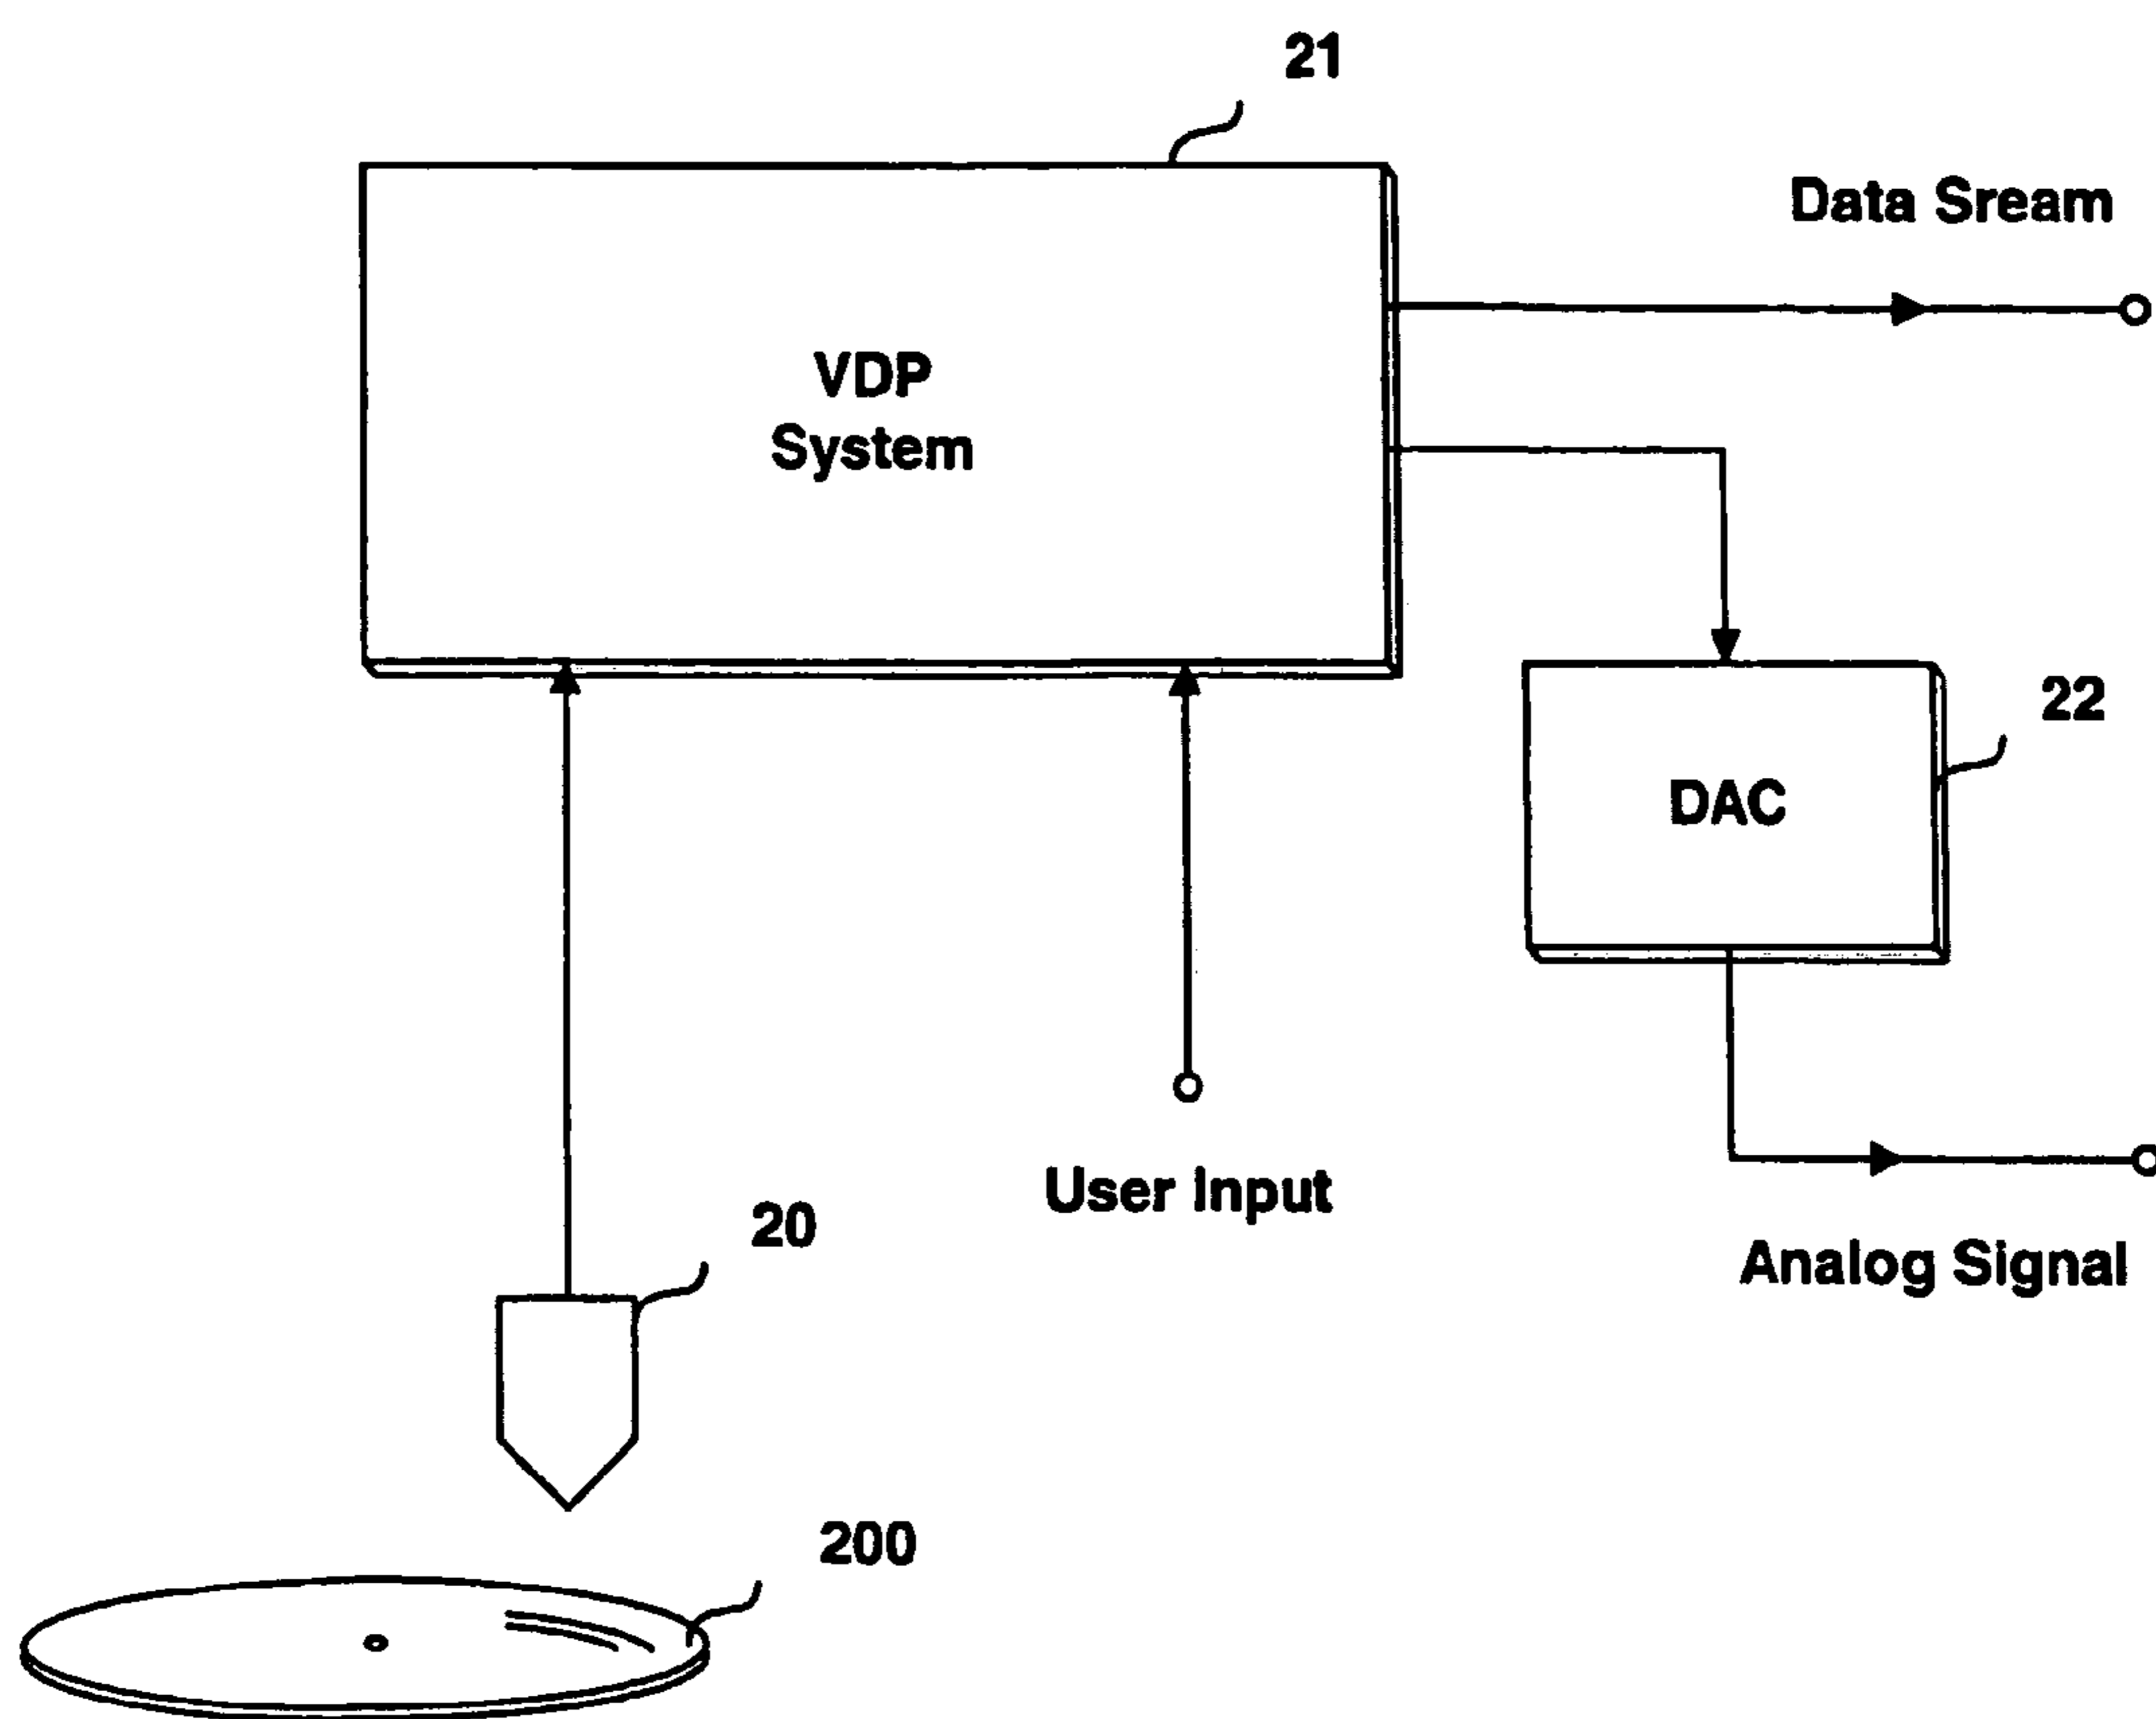 21
Data Sream
VDP
System
22
DAC
User Input
20
Analog Signal
200